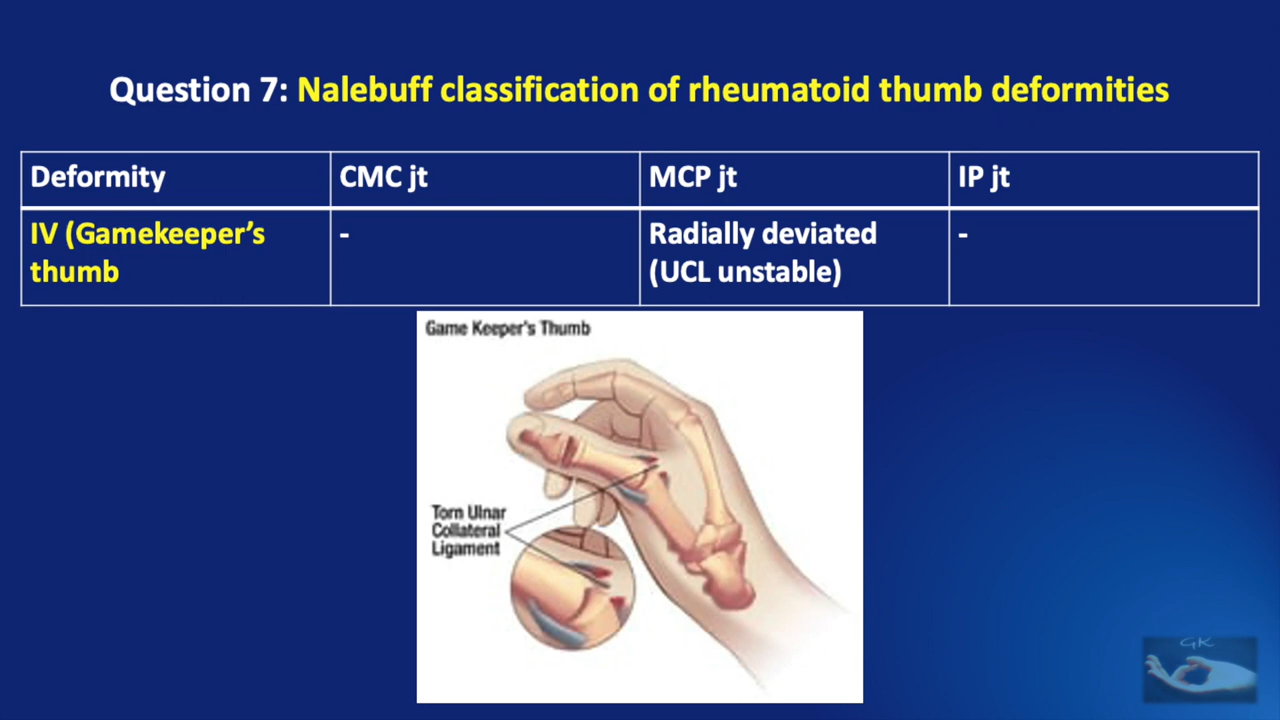 Question 7: Nalebuff classification of rheumatoid thumb deformities
Deformity
CMC jt
MCP jt
IP jt
IV (Gamekeeper’s
thumb
-
Radially deviated
(UCL unstable)
-
Game Keeper's Thumb
Torn Ulnar
Collateral
Ligament
GK